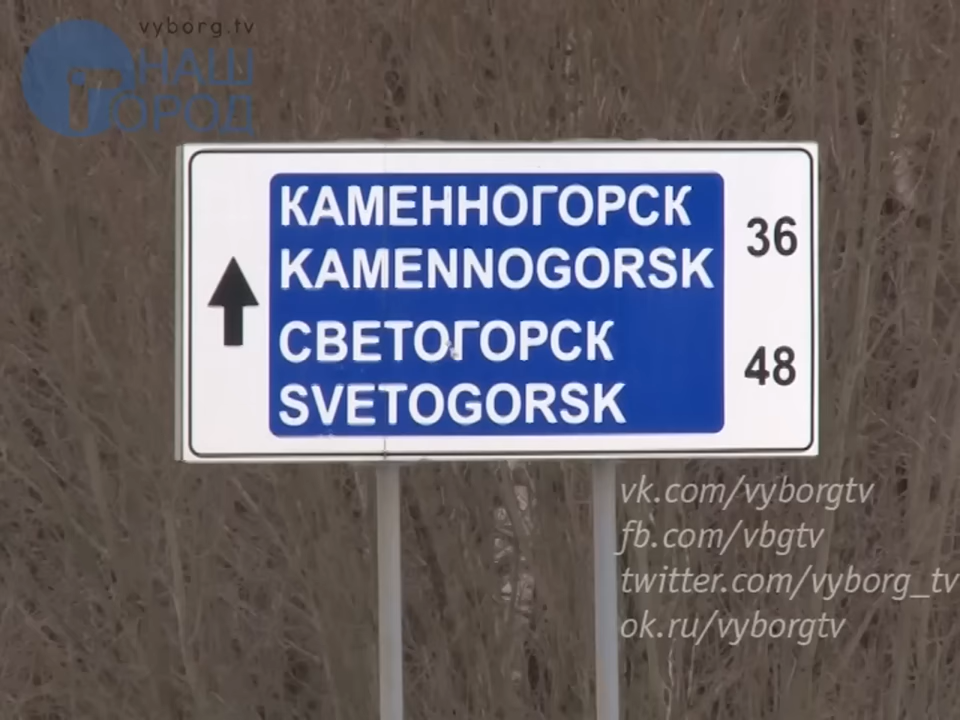 vyborg.tv
НАШ
ГОРОД
КАМЕННОГОРСК
KAMENNOGORSK
36
СВЕТОГОРСК
SVETOGORSK
48
vk.com/vyborgtv
fb.com/vbgtv
twitter.com/vyborg_tv
ok.ru/vyborgtv